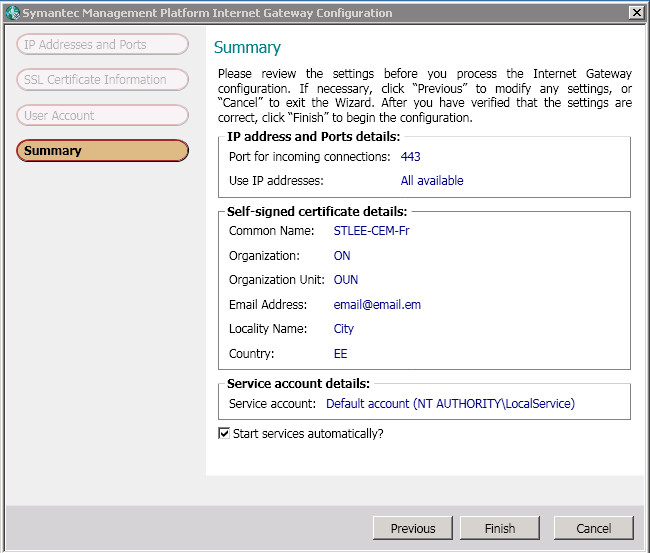 Symantec Management Platform Internet Gateway Configuration
IP Addresses and Ports
SSL Certificate Information
User Account
Summary
Summary
Please review the settings before you process the Internet Gateway
configuration. If necessary, click “Previous” to modify any settings, or
“Cancel” to exit the Wizard. After you have verified that the settings are
correct, click “Finish” to begin the configuration.
IP address and Ports details:
Port for incoming connections: 443
Use IP addresses: All available
Self-signed certificate details:
Common Name: STLEE-CEM-Fr
Organization: ON
Organization Unit: OUN
Email Address: email@email.em
Locality Name: City
Country: EE
Service account details:
Service account: Default account (NT AUTHORITY\LocalService)
Start services automatically?
Previous Finish Cancel